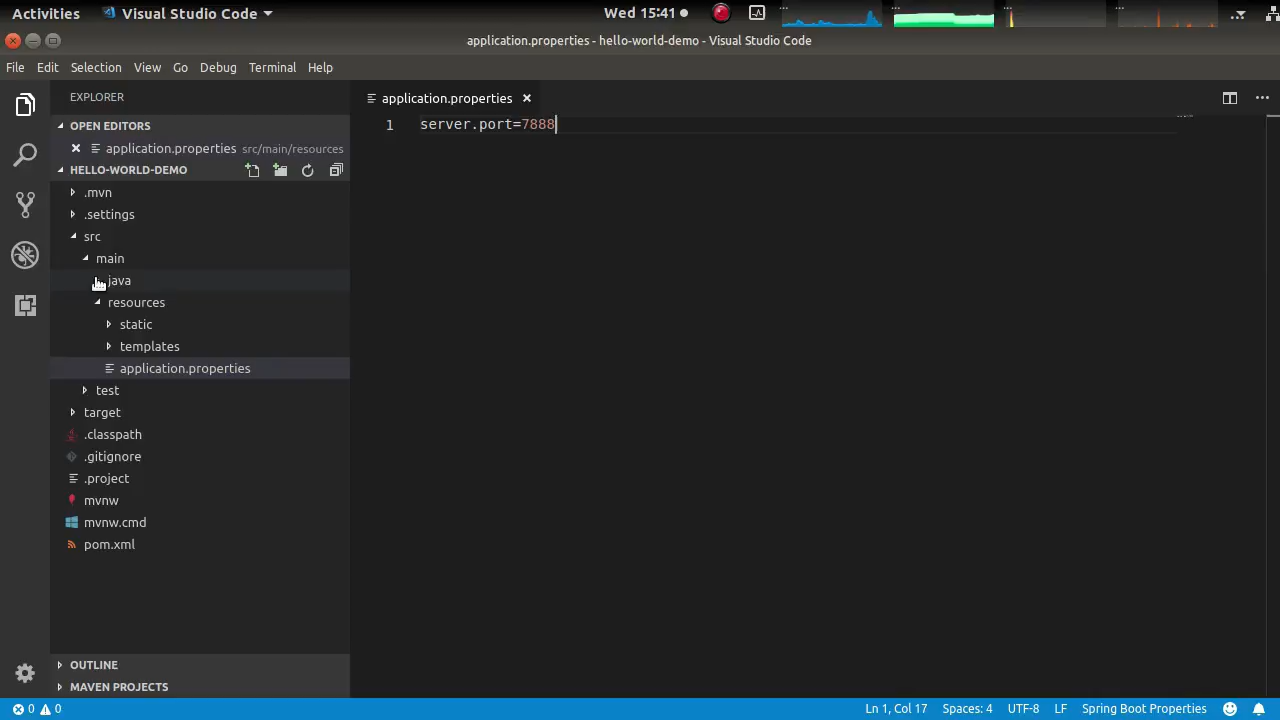 Activities
Visual Studio Code
Wed 15:41
application.properties - hello-world-demo - Visual Studio Code
File Edit Selection View Go Debug Terminal Help
EXPLORER
application.properties
OPEN EDITORS
application.properties src/main/resources
HELLO-WORLD-DEMO
.mvn
.settings
src
main
java
resources
static
templates
application.properties
test
target
.classpath
.gitignore
.project
mvnw
mvnw.cmd
pom.xml
OUTLINE
MAVEN PROJECTS
1 server.port=7888
0 0
Ln 1, Col 17 Spaces: 4 UTF-8 LF Spring Boot Properties